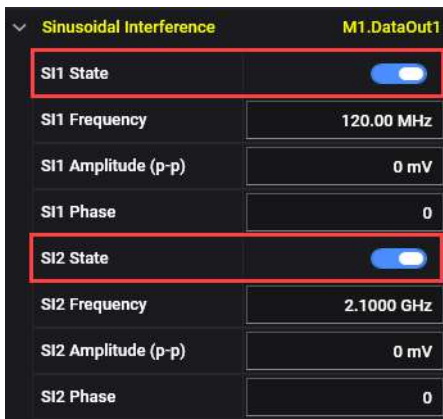 Sinusoidal Interference M1.DataOut1
SI1 State
SI1 Frequency 120.00 MHz
SI1 Amplitude (p-p) 0 mV
SI1 Phase 0
SI2 State
SI2 Frequency 2.1000 GHz
SI2 Amplitude (p-p) 0 mV
SI2 Phase 0